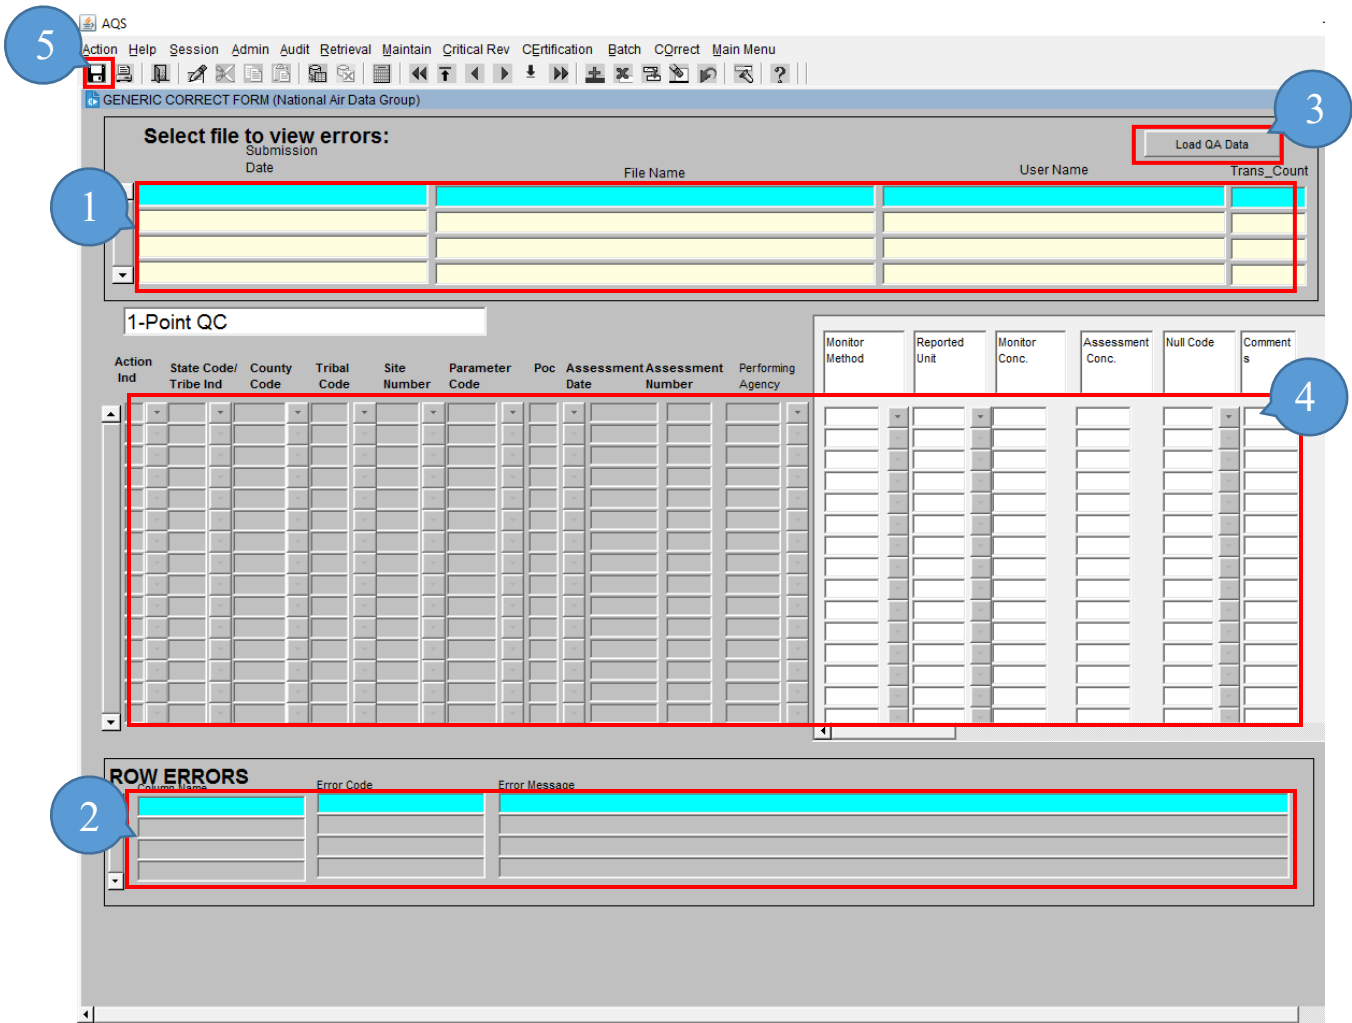 5
AQS
Action Help Session Admin Audit Retrieval Maintain Critical Rev CErtification Batch COrrect Main Menu
GENERIC CORRECT FORM (National Air Data Group)
3
Select file to view errors:
Load QA Data
Submission
Date
File Name
User Name
Trans_Count
1
1-Point QC
Action
Ind
State Code/
Tribe Ind
County
Code
Tribal
Code
Site
Number
Parameter
Code
Poc
Assessment
Date
Assessment
Number
Performing
Agency
Monitor
Method
Reported
Unit
Monitor
Conc.
Assessment
Conc.
Null Code
Comment
s
4
ROW ERRORS
Column Name
Error Code
Error Message
2